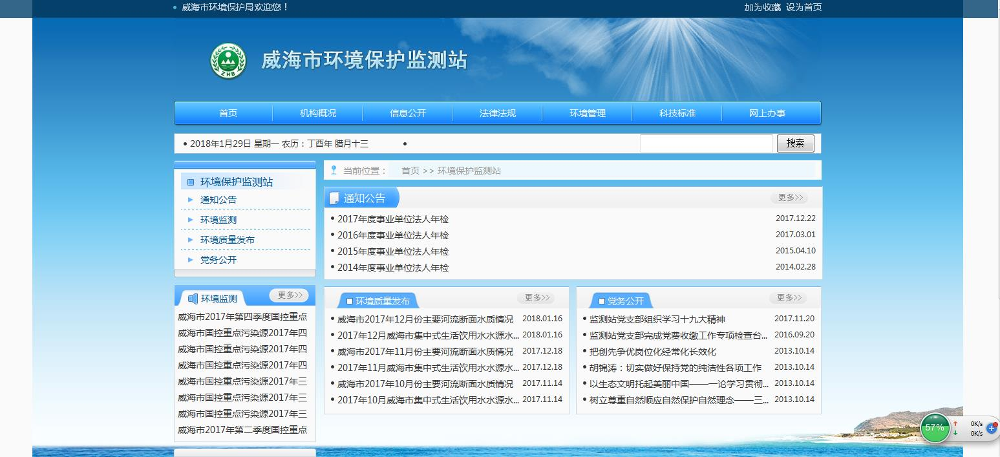 威海市环境保护局欢迎您！
加为收藏 设为首页
ZHB
威海市环境保护监测站
首页 机构概况 信息公开 法律法规 环境管理 科技标准 网上办事
2018年1月29日 星期一 农历：丁酉年 腊月十三
搜索
环境保护监测站
通知公告
环境监测
环境质量发布
党务公开
当前位置： 首页 >> 环境保护监测站
通知公告 更多>>
2017年度事业单位法人年检 2017.12.22
2016年度事业单位法人年检 2017.03.01
2015年度事业单位法人年检 2015.04.10
2014年度事业单位法人年检 2014.02.28
环境监测 更多>>
威海市2017年第四季度国控重点
威海市国控重点污染源2017年四
威海市国控重点污染源2017年四
威海市国控重点污染源2017年四
威海市国控重点污染源2017年三
威海市国控重点污染源2017年三
威海市国控重点污染源2017年三
威海市2017年第二季度国控重点
环境质量发布 更多>>
威海市2017年12月份主要河流断面水质情况 2018.01.16
2017年12月威海市集中式生活饮用水水源水... 2018.01.16
威海市2017年11月份主要河流断面水质情况 2017.12.18
2017年11月威海市集中式生活饮用水水源水... 2017.12.18
威海市2017年10月份主要河流断面水质情况 2017.11.14
2017年10月威海市集中式生活饮用水水源水... 2017.11.14
党务公开 更多>>
监测站党支部组织学习十九大精神 2017.11.20
监测站党支部完成党费收缴工作专项检查台... 2016.09.20
把创先争优岗位化经常化长效化 2013.10.14
胡锦涛：切实做好保持党的纯洁性各项工作 2013.10.14
以生态文明托起美丽中国——一论学习贯彻... 2013.10.14
树立尊重自然顺应自然保护自然理念——三... 2013.10.14
57%
0K/s
0K/s